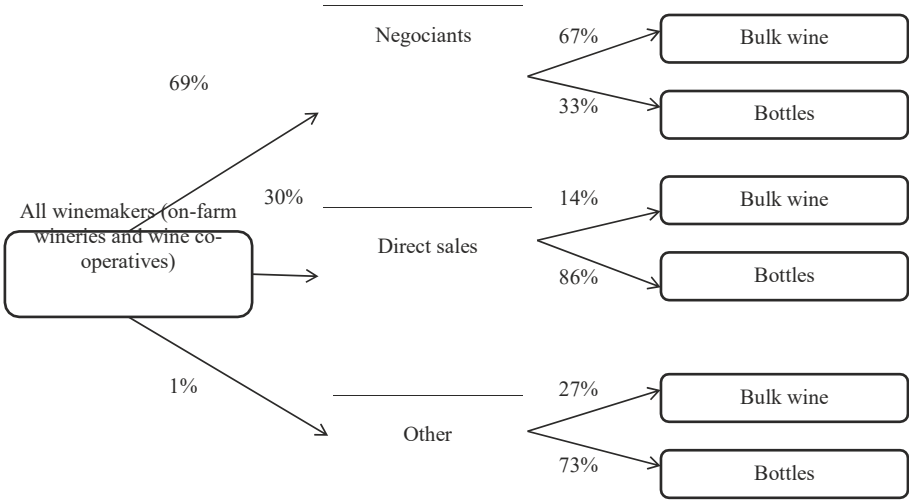 Negociants
67%
Bulk wine
69%
33%
Bottles
30%
14%
Bulk wine
All winemakers (on-farm
wineries and wine co-
operatives)
Direct sales
86%
Bottles
1%
27%
Bulk wine
Other
73%
Bottles